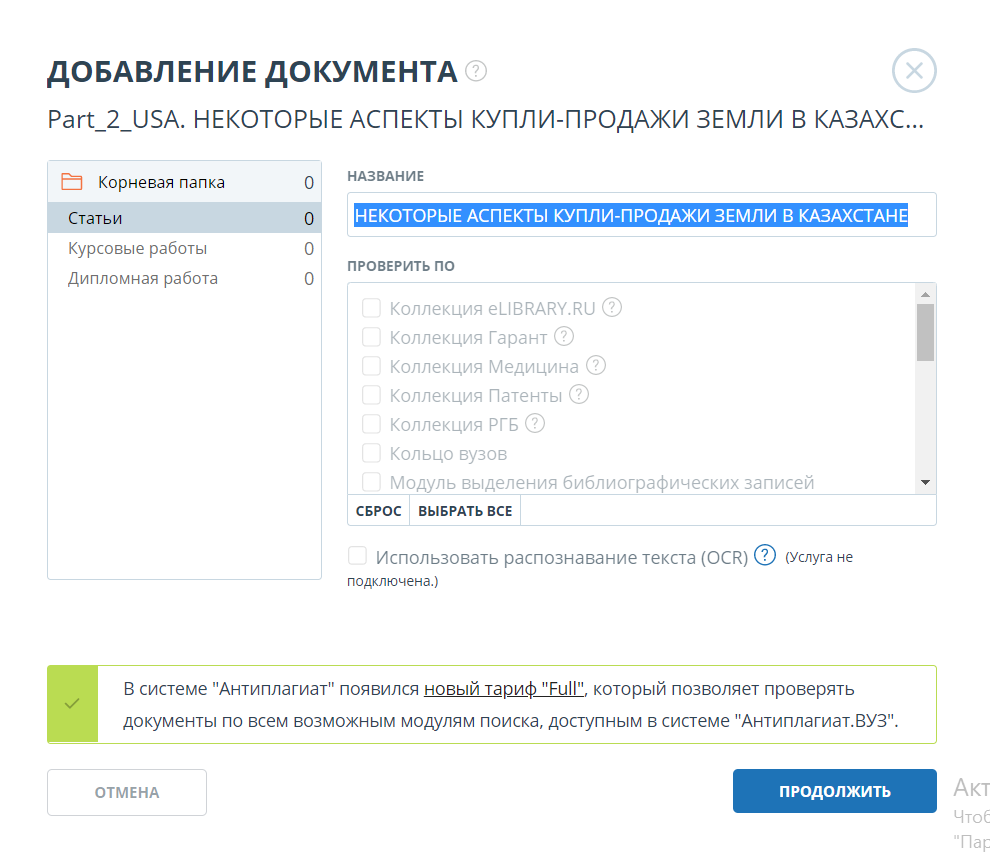 ДОБАВЛЕНИЕ ДОКУМЕНТА ?
Part_2_USA. НЕКОТОРЫЕ АСПЕКТЫ КУПЛИ-ПРОДАЖИ ЗЕМЛИ В КАЗАХС...
Корневая папка 0
Статьи 0
Курсовые работы 0
Дипломная работа 0
НАЗВАНИЕ
НЕКОТОРЫЕ АСПЕКТЫ КУПЛИ-ПРОДАЖИ ЗЕМЛИ В КАЗАХСТАНЕ
ПРОВЕРИТЬ ПО
Коллекция eLIBRARY.RU ?
Коллекция Гарант ?
Коллекция Медицина ?
Коллекция Патенты ?
Коллекция РГБ ?
Кольцо вузов
Модуль выделения библиографических записей
СБРОС ВЫБРАТЬ ВСЕ
Использовать распознавание текста (OCR) ? (Услуга не
подключена.)
В системе "Антиплагиат" появился новый тариф "Full", который позволяет проверять
документы по всем возможным модулям поиска, доступным в системе "Антиплагиат.ВУЗ".
ОТМЕНА
ПРОДОЛЖИТЬ
Акт
Чтоб
"Пар